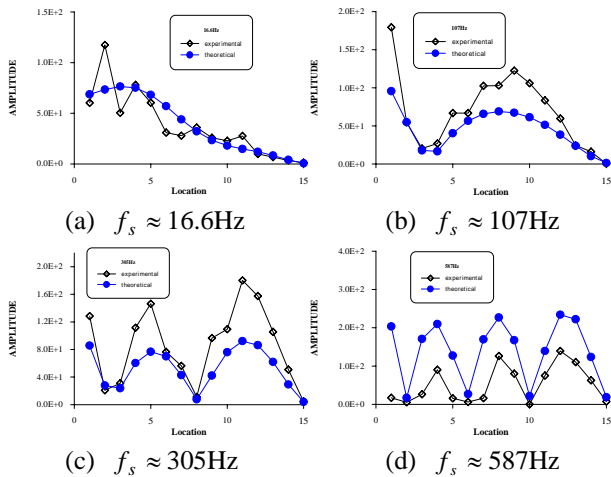 1.5E+2
1.0E+2
5.0E+1
0.0E+0
AMPLITUDE
16.6Hz
experimental
theoretical
0 5 10 15
Location
(a) fₛ ≈ 16.6Hz
2.0E+2
1.5E+2
1.0E+2
5.0E+1
0.0E+0
AMPLITUDE
107Hz
experimental
theoretical
0 5 10 15
Location
(b) fₛ ≈ 107Hz
2.0E+2
1.6E+2
1.2E+2
8.0E+1
4.0E+1
0.0E+0
AMPLITUDE
305Hz
experimental
theoretical
0 5 10 15
Location
(c) fₛ ≈ 305Hz
4.0E+2
3.0E+2
2.0E+2
1.0E+2
0.0E+0
AMPLITUDE
587Hz
experimental
theoretical
0 5 10 15
Location
(d) fₛ ≈ 587Hz